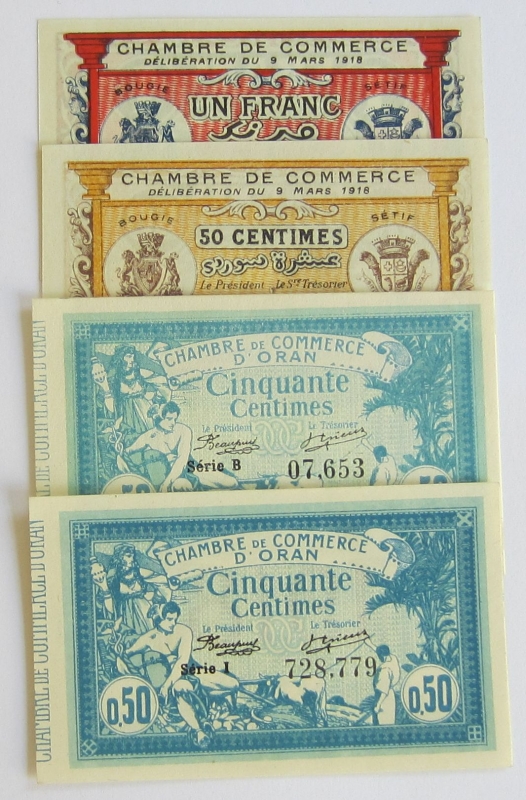 CHAMBRE DE COMMERCE
DÉLIBÉRATION DU 9 MARS 1918
BOUGIE
SÉTIF
UN FRANC
CHAMBRE DE COMMERCE
DÉLIBÉRATION DU 9 MARS 1918
BOUGIE
SÉTIF
50 CENTIMES
عشرة سوردي
Le Président Le Sre Trésorier
CHAMBRE DE COMMERCE
D'ORAN
Cinquante
Centimes
Le Président Le Trésorier
Série B 07,653
CHAMBRE DE COMMERCE
D'ORAN
Cinquante
Centimes
Le Président Le Trésorier
Série I 728,779
0,50 0,50